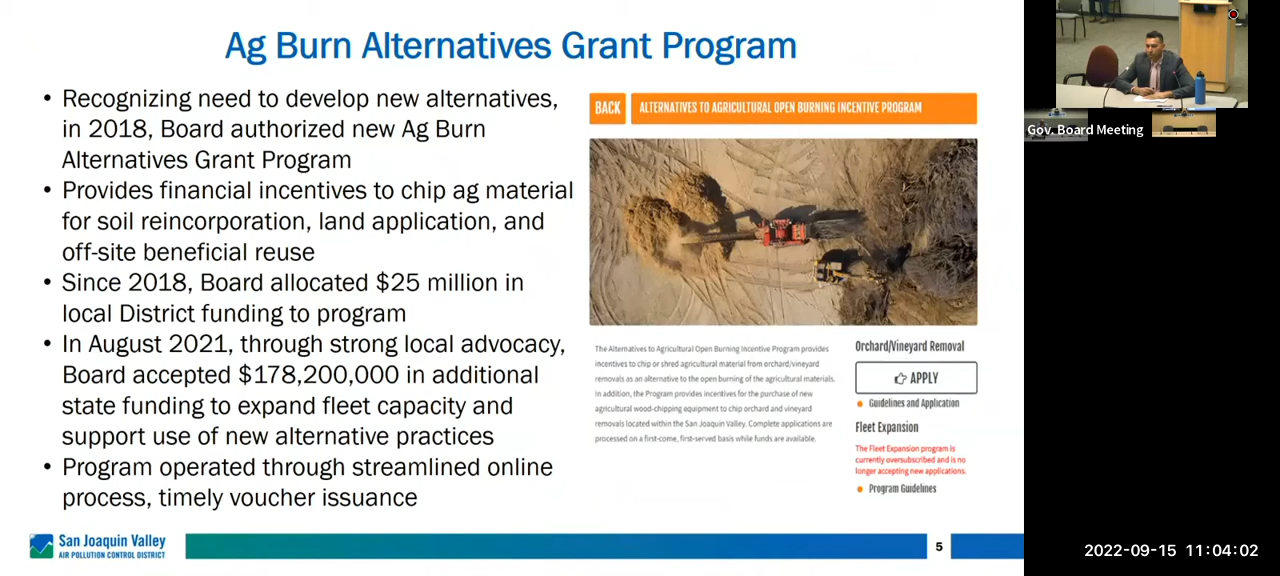 Ag Burn Alternatives Grant Program
• Recognizing need to develop new alternatives,
in 2018, Board authorized new Ag Burn
Alternatives Grant Program
• Provides financial incentives to chip ag material
for soil reincorporation, land application, and
off-site beneficial reuse
• Since 2018, Board allocated $25 million in
local District funding to program
• In August 2021, through strong local advocacy,
Board accepted $178,200,000 in additional
state funding to expand fleet capacity and
support use of new alternative practices
• Program operated through streamlined online
process, timely voucher issuance
BACK
ALTERNATIVES TO AGRICULTURAL OPEN BURNING INCENTIVE PROGRAM
The Alternatives to Agricultural Open Burning Incentive Program provides
incentives to chip or shred agricultural material from orchard/vineyard
removals as an alternative to the open burning of the agricultural materials.
In addition, the Program provides incentives for the purchase of new
agricultural wood-chipping equipment to chip orchard and vineyard
removals located within the San Joaquin Valley. Complete applications are
processed on a first-come, first-served basis while funds are available.
Orchard/Vineyard Removal
APPLY
Guidelines and Application
Fleet Expansion
The Fleet Expansion program is
currently oversubscribed and is no
longer accepting new applications.
Program Guidelines
San Joaquin Valley
AIR POLLUTION CONTROL DISTRICT
5
Gov. Board Meeting
2022-09-15 11:04:02